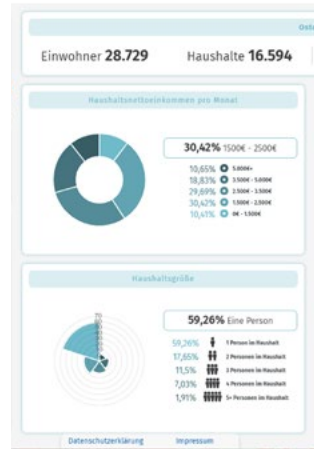 Einwohner 28.729 Haushalte 16.594
Haushaltsnettoeinkommen pro Monat
30,42% 1500€ - 2500€
10,65% 5.000€+
18,83% 3.500€ - 5.000€
29,69% 2.500€ - 3.500€
30,42% 1.500€ - 2.500€
10,41% 0€ - 1.500€
Haushaltsgröße
59,26% Eine Person
59,26% 1 Person im Haushalt
17,65% 2 Personen im Haushalt
11,5% 3 Personen im Haushalt
7,03% 4 Personen im Haushalt
1,91% 5+ Personen im Haushalt
Datenschutzerklärung Impressum